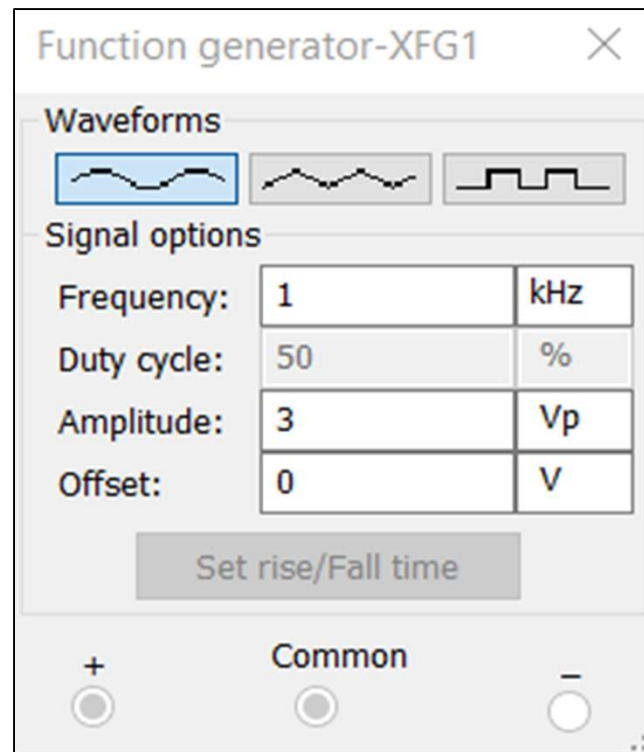 Function generator-XFG1
Waveforms
Signal options
Frequency: 1 kHz
Duty cycle: 50 %
Amplitude: 3 Vp
Offset: 0 V
Set rise/Fall time
+ Common −